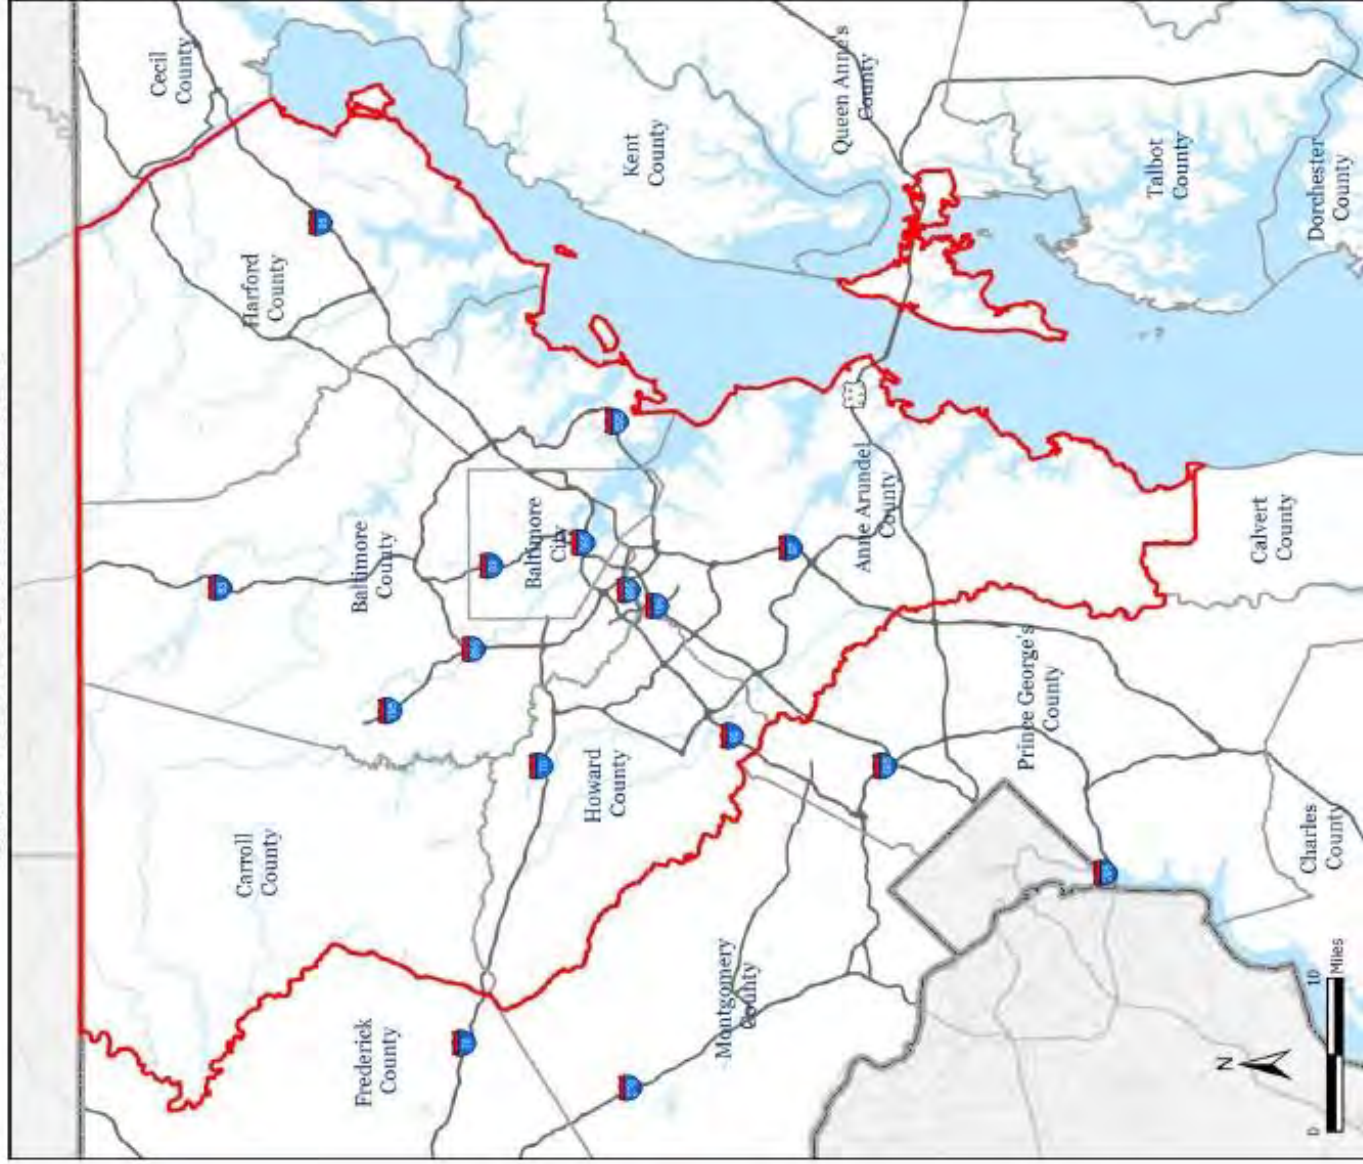 Cecil
County
Harford
County
Kent
County
Queen Anne's
County
Talbot
County
Dorchester
County
Baltimore
County
Baltimore
City
Anne Arundel
County
Calvert
County
Carroll
County
Howard
County
Prince George's
County
Frederick
County
Montgomery
County
Charles
County
N
0 10
Miles